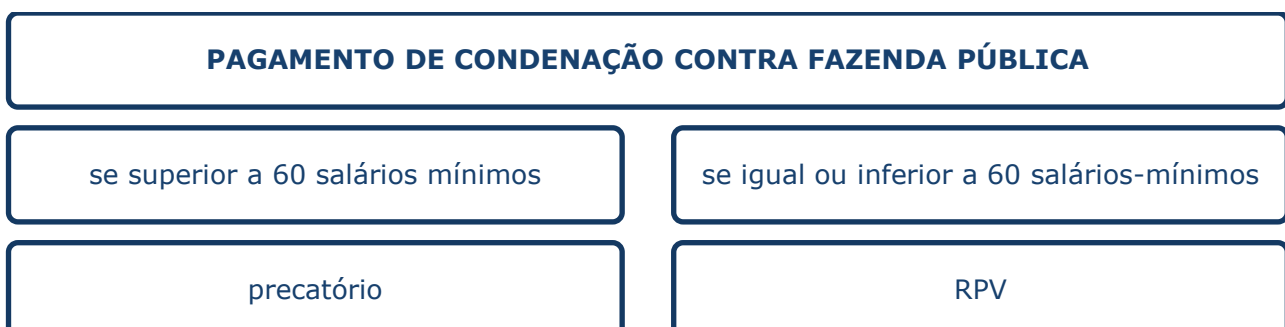 PAGAMENTO DE CONDENAÇÃO CONTRA FAZENDA PÚBLICA
se superior a 60 salários mínimos
se igual ou inferior a 60 salários-mínimos
precatório
RPV